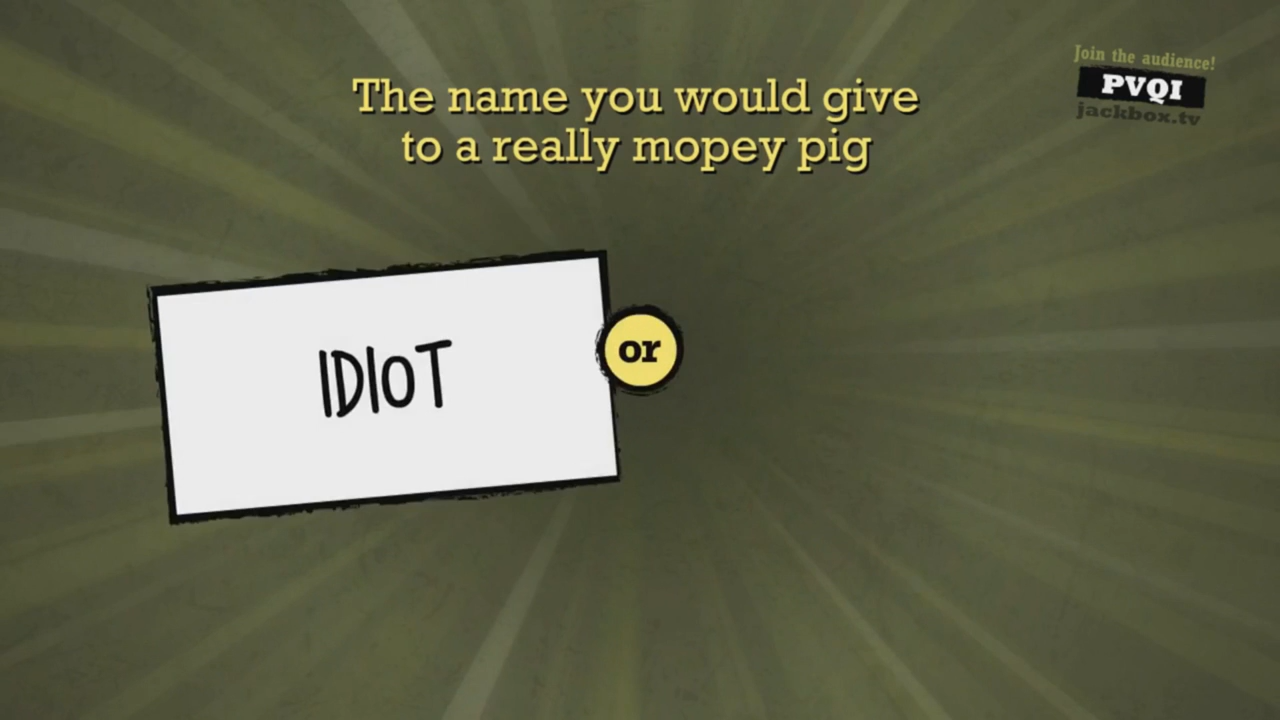 Join the audience!
PVQI
jackbox.tv
The name you would give
to a really mopey pig
IDIOT
or